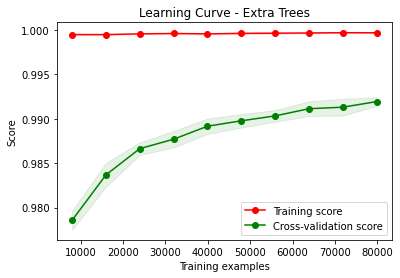 Learning Curve - Extra Trees
1.000
0.995
0.990
0.985
0.980
Score
10000 20000 30000 40000 50000 60000 70000 80000
Training examples
Training score
Cross-validation score